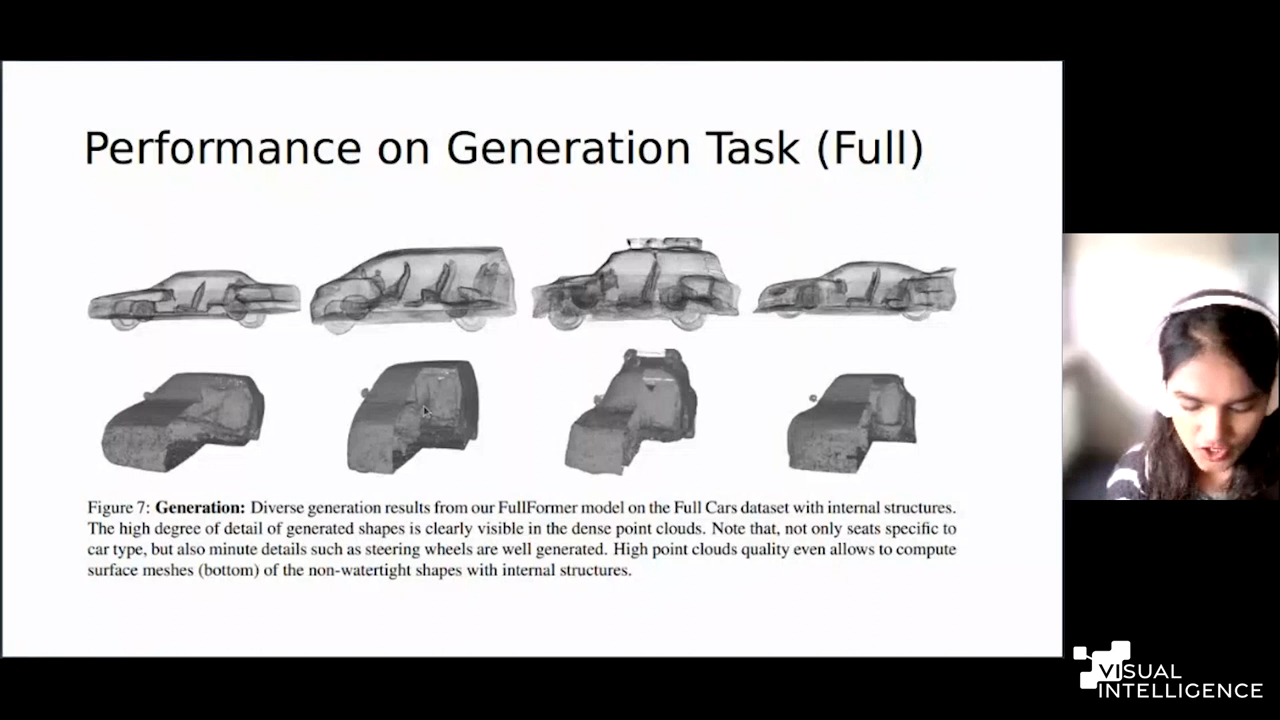 Performance on Generation Task (Full)
Figure 7: Generation: Diverse generation results from our FullFormer model on the Full Cars dataset with internal structures.
The high degree of detail of generated shapes is clearly visible in the dense point clouds. Note that, not only seats specific to
car type, but also minute details such as steering wheels are well generated. High point clouds quality even allows to compute
surface meshes (bottom) of the non-watertight shapes with internal structures.
VISUAL
INTELLIGENCE